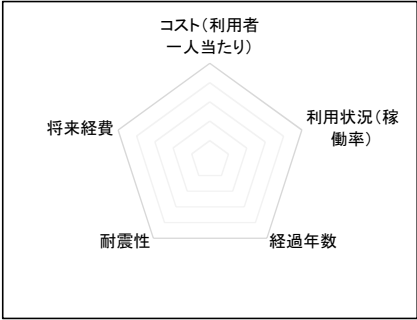 コスト(利用者
一人当たり)
利用状況(稼
働率)
将来経費
耐震性
経過年数